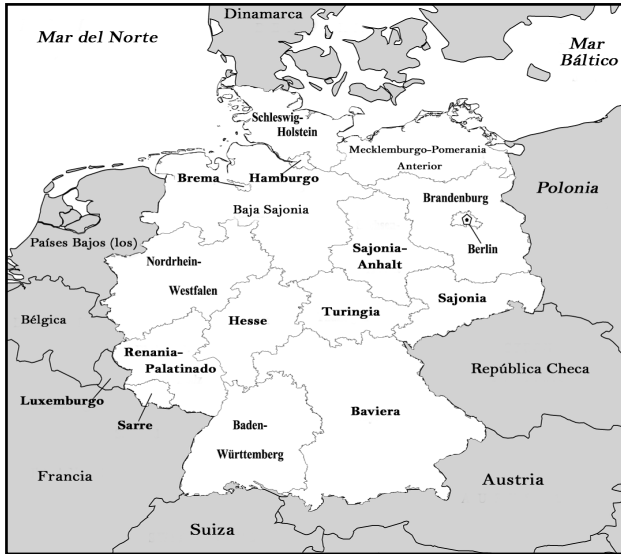 Dinamarca
Mar del Norte
Mar
Báltico
Schleswig-
Holstein
Mecklemburgo-Pomerania
Anterior
Brema
Hamburgo
Brandenburg
Polonia
Baja Sajonia
Países Bajos (los)
Sajonia-
Anhalt
Berlin
Nordrhein-
Westfalen
Sajonia
Bélgica
Hesse
Turingia
Renania-
Palatinado
República Checa
Luxemburgo
Sarre
Baviera
Baden-
Württemberg
Francia
Austria
Suiza